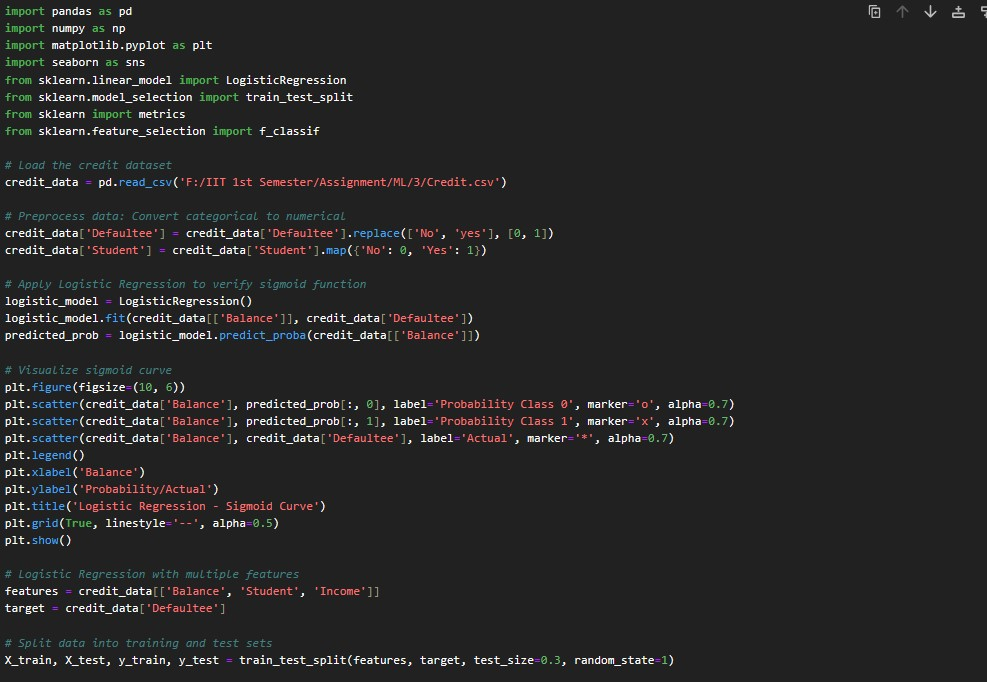 import pandas as pd
import numpy as np
import matplotlib.pyplot as plt
import seaborn as sns
from sklearn.linear_model import LogisticRegression
from sklearn.model_selection import train_test_split
from sklearn import metrics
from sklearn.feature_selection import f_classif
# Load the credit dataset
credit_data = pd.read_csv('F:/IIT 1st Semester/Assignment/ML/3/Credit.csv')
# Preprocess data: Convert categorical to numerical
credit_data['Defaultee'] = credit_data['Defaultee'].replace(['No', 'yes'], [0, 1])
credit_data['Student'] = credit_data['Student'].map({'No': 0, 'Yes': 1})
# Apply Logistic Regression to verify sigmoid function
logistic_model = LogisticRegression()
logistic_model.fit(credit_data[['Balance']], credit_data['Defaultee'])
predicted_prob = logistic_model.predict_proba(credit_data[['Balance']])
# Visualize sigmoid curve
plt.figure(figsize=(10, 6))
plt.scatter(credit_data['Balance'], predicted_prob[:, 0], label='Probability Class 0', marker='o', alpha=0.7)
plt.scatter(credit_data['Balance'], predicted_prob[:, 1], label='Probability Class 1', marker='x', alpha=0.7)
plt.scatter(credit_data['Balance'], credit_data['Defaultee'], label='Actual', marker='*', alpha=0.7)
plt.legend()
plt.xlabel('Balance')
plt.ylabel('Probability/Actual')
plt.title('Logistic Regression - Sigmoid Curve')
plt.grid(True, linestyle='--', alpha=0.5)
plt.show()
# Logistic Regression with multiple features
features = credit_data[['Balance', 'Student', 'Income']]
target = credit_data['Defaultee']
# Split data into training and test sets
X_train, X_test, y_train, y_test = train_test_split(features, target, test_size=0.3, random_state=1)